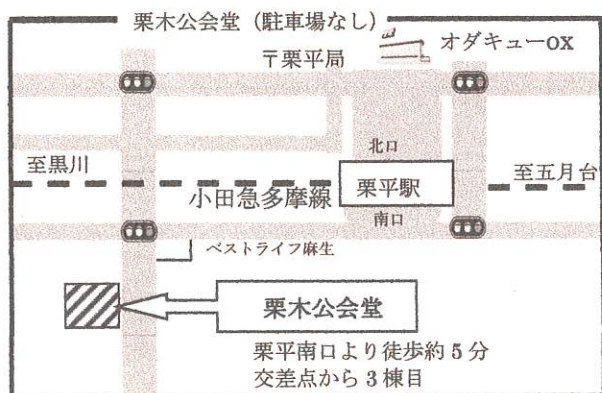 栗木公会堂（駐車場なし）
オダキューOX
〒栗平局
北口
至黒川
栗平駅
至五月台
小田急多摩線
南口
ベストライフ麻生
栗木公会堂
栗平南口より徒歩約5分
交差点から3棟目